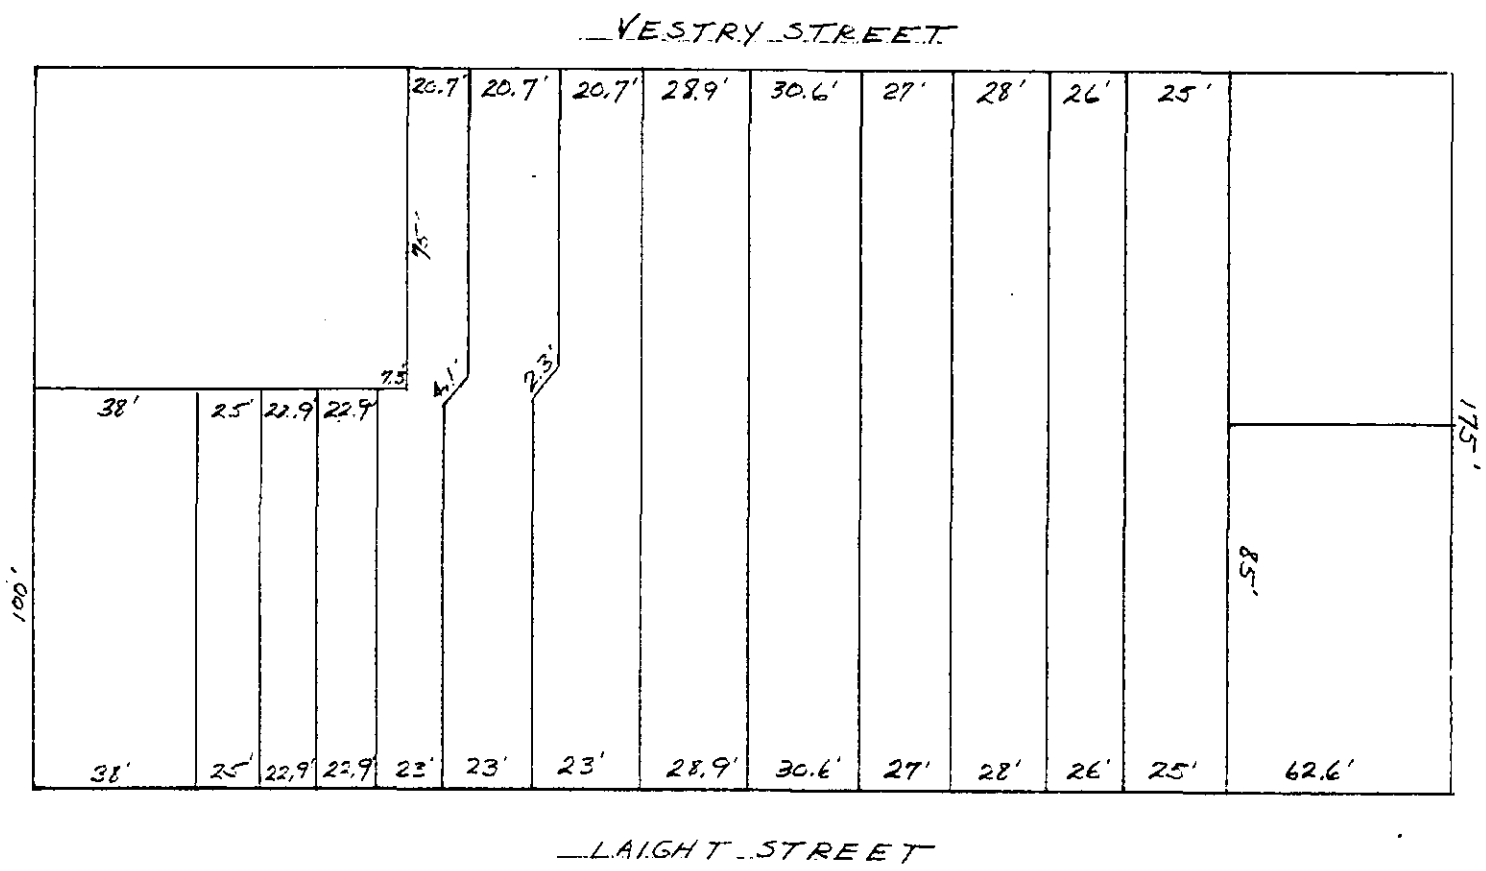 VESTRY STREET
20.7' 20.7' 20.7' 28.9' 30.6' 27' 28' 26' 25'
75'
7.3'
4.1'
2.3'
38' 25' 22.9' 22.9'
175'
85'
100'
38' 25' 22.9' 22.9' 23' 23' 23' 28.9' 30.6' 27' 28' 26' 25' 62.6'
LAIGHT STREET